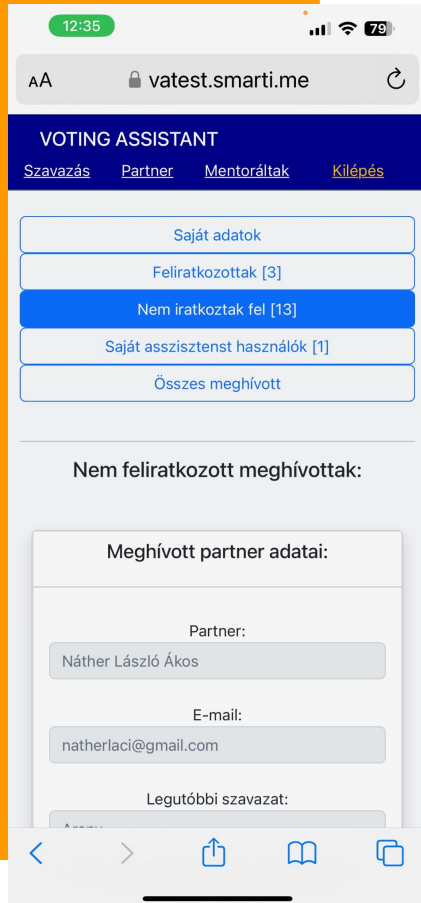 12:35
79
AA vatest.smarti.me
VOTING ASSISTANT
Szavazás Partner Mentoráltak Kilépés
Saját adatok
Feliratkozottak [3]
Nem iratkoztak fel [13]
Saját asszisztenst használók [1]
Összes meghívott
Nem feliratkozott meghívottak:
Meghívott partner adatai:
Partner:
Náther László Ákos
E-mail:
natherlaci@gmail.com
Legutóbbi szavazat: